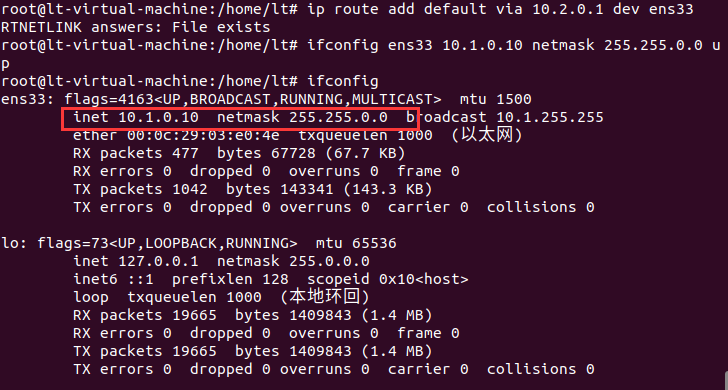 root@lt-virtual-machine:/home/lt# ip route add default via 10.2.0.1 dev ens33
RTNETLINK answers: File exists
root@lt-virtual-machine:/home/lt# ifconfig ens33 10.1.0.10 netmask 255.255.0.0 u
p
root@lt-virtual-machine:/home/lt# ifconfig
ens33: flags=4163<UP,BROADCAST,RUNNING,MULTICAST>  mtu 1500
        inet 10.1.0.10  netmask 255.255.0.0  broadcast 10.1.255.255
        ether 00:0c:29:03:e0:4e  txqueuelen 1000  (以太网)
        RX packets 477  bytes 67728 (67.7 KB)
        RX errors 0  dropped 0  overruns 0  frame 0
        TX packets 1042  bytes 143341 (143.3 KB)
        TX errors 0  dropped 0 overruns 0  carrier 0  collisions 0

lo: flags=73<UP,LOOPBACK,RUNNING>  mtu 65536
        inet 127.0.0.1  netmask 255.0.0.0
        inet6 ::1  prefixlen 128  scopeid 0x10<host>
        loop  txqueuelen 1000  (本地环回)
        RX packets 19665  bytes 1409843 (1.4 MB)
        RX errors 0  dropped 0  overruns 0  frame 0
        TX packets 19665  bytes 1409843 (1.4 MB)
        TX errors 0  dropped 0 overruns 0  carrier 0  collisions 0